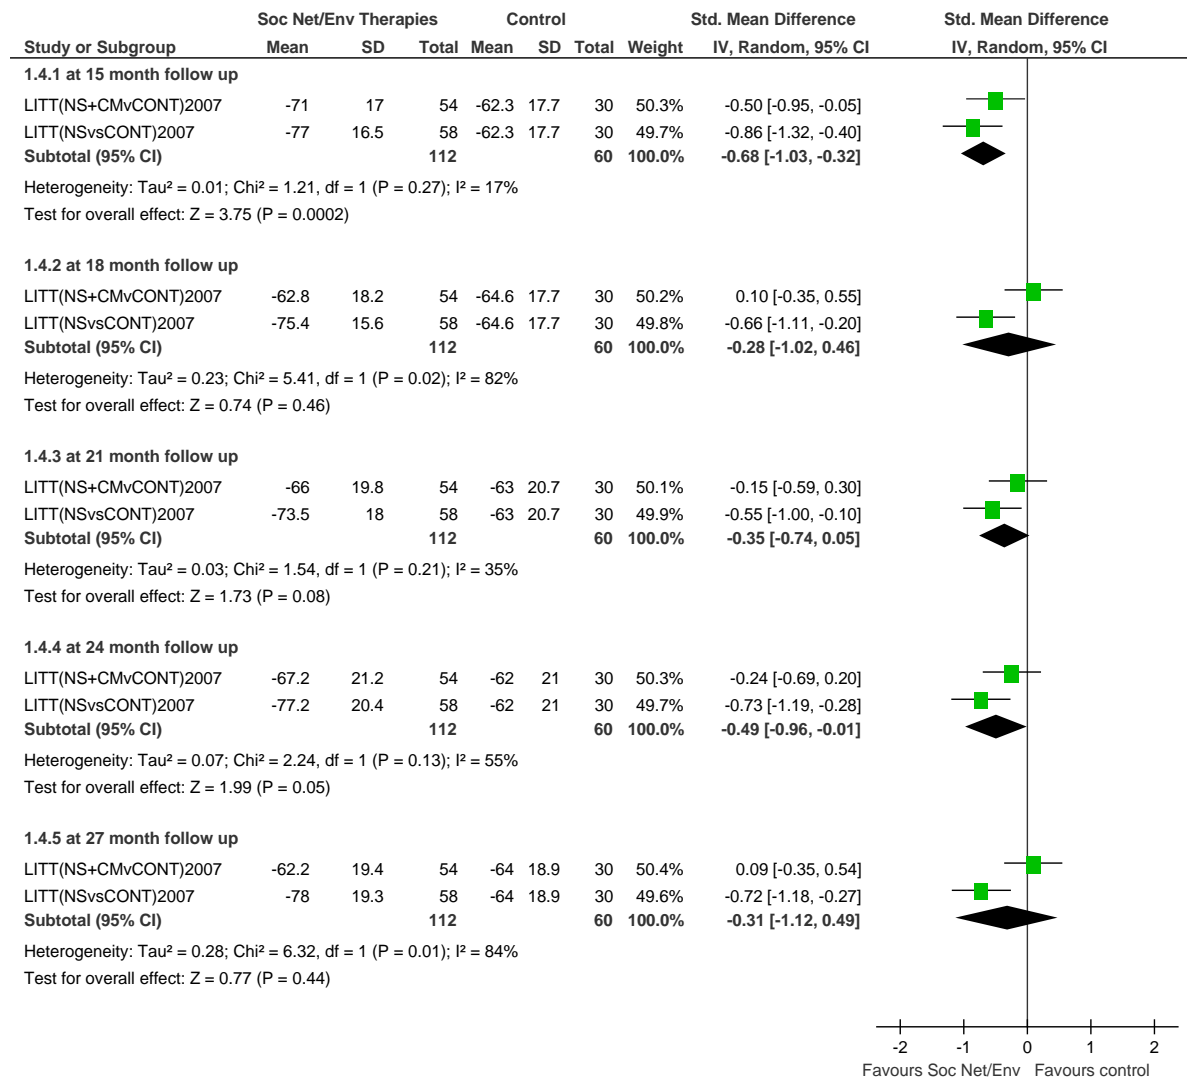 Soc Net/Env Therapies Control Std. Mean Difference Std. Mean Difference
Study or Subgroup Mean SD Total Mean SD Total Weight IV, Random, 95% CI IV, Random, 95% CI
1.4.1 at 15 month follow up
LITT(NS+CMvCONT)2007 -71 17 54 -62.3 17.7 30 50.3% -0.50 [-0.95, -0.05]
LITT(NSvsCONT)2007 -77 16.5 58 -62.3 17.7 30 49.7% -0.86 [-1.32, -0.40]
Subtotal (95% CI) 112 60 100.0% -0.68 [-1.03, -0.32]
Heterogeneity: Tau² = 0.01; Chi² = 1.21, df = 1 (P = 0.27); I² = 17%
Test for overall effect: Z = 3.75 (P = 0.0002)
1.4.2 at 18 month follow up
LITT(NS+CMvCONT)2007 -62.8 18.2 54 -64.6 17.7 30 50.2% 0.10 [-0.35, 0.55]
LITT(NSvsCONT)2007 -75.4 15.6 58 -64.6 17.7 30 49.8% -0.66 [-1.11, -0.20]
Subtotal (95% CI) 112 60 100.0% -0.28 [-1.02, 0.46]
Heterogeneity: Tau² = 0.23; Chi² = 5.41, df = 1 (P = 0.02); I² = 82%
Test for overall effect: Z = 0.74 (P = 0.46)
1.4.3 at 21 month follow up
LITT(NS+CMvCONT)2007 -66 19.8 54 -63 20.7 30 50.1% -0.15 [-0.59, 0.30]
LITT(NSvsCONT)2007 -73.5 18 58 -63 20.7 30 49.9% -0.55 [-1.00, -0.10]
Subtotal (95% CI) 112 60 100.0% -0.35 [-0.74, 0.05]
Heterogeneity: Tau² = 0.03; Chi² = 1.54, df = 1 (P = 0.21); I² = 35%
Test for overall effect: Z = 1.73 (P = 0.08)
1.4.4 at 24 month follow up
LITT(NS+CMvCONT)2007 -67.2 21.2 54 -62 21 30 50.3% -0.24 [-0.69, 0.20]
LITT(NSvsCONT)2007 -77.2 20.4 58 -62 21 30 49.7% -0.73 [-1.19, -0.28]
Subtotal (95% CI) 112 60 100.0% -0.49 [-0.96, -0.01]
Heterogeneity: Tau² = 0.07; Chi² = 2.24, df = 1 (P = 0.13); I² = 55%
Test for overall effect: Z = 1.99 (P = 0.05)
1.4.5 at 27 month follow up
LITT(NS+CMvCONT)2007 -62.2 19.4 54 -64 18.9 30 50.4% 0.09 [-0.35, 0.54]
LITT(NSvsCONT)2007 -78 19.3 58 -64 18.9 30 49.6% -0.72 [-1.18, -0.27]
Subtotal (95% CI) 112 60 100.0% -0.31 [-1.12, 0.49]
Heterogeneity: Tau² = 0.28; Chi² = 6.32, df = 1 (P = 0.01); I² = 84%
Test for overall effect: Z = 0.77 (P = 0.44)
-2 -1 0 1 2
Favours Soc Net/Env Favours control